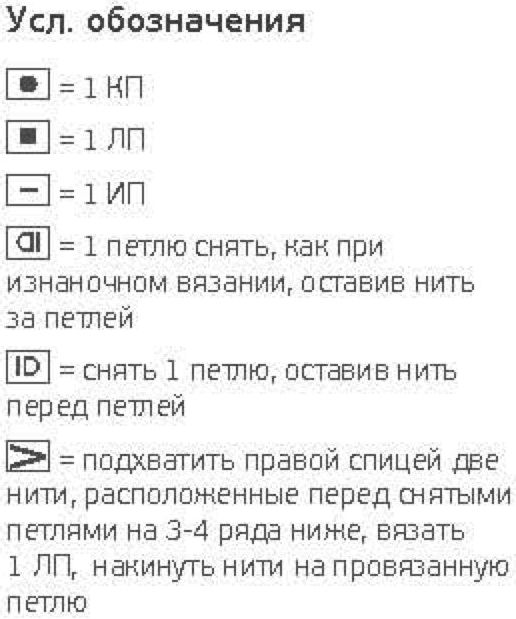 Усл. обозначения
= 1 КП
= 1 ЛП
= 1 ИП
= 1 петлю снять, как при
изнаночном вязании, оставив нить
за петлей
= снять 1 петлю, оставив нить
перед петлей
= подхватить правой спицей две
нити, расположенные перед снятыми
петлями на 3-4 ряда ниже, вязать
1 ЛП, накинуть нити на провязанную
петлю